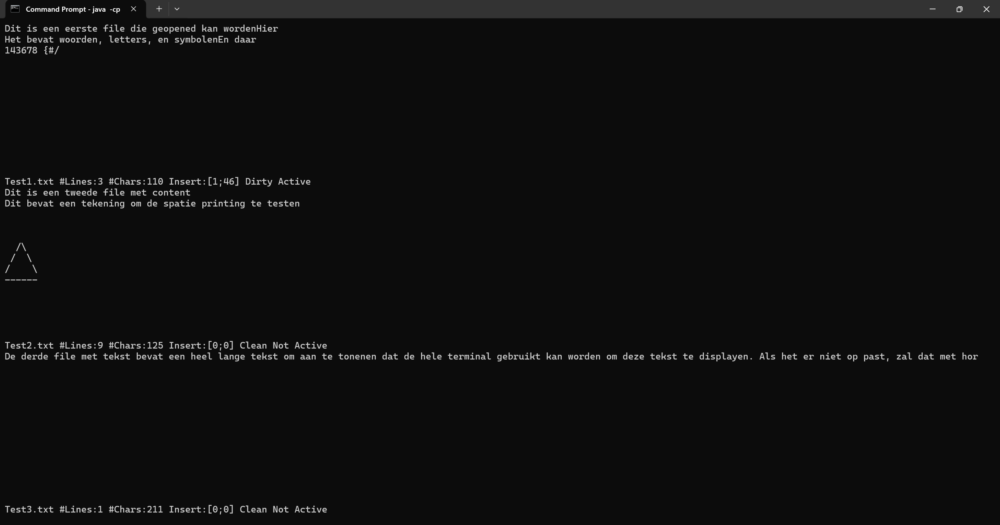 Command Prompt - java  -cp
Dit is een eerste file die geopened kan wordenHier
Het bevat woorden, letters, en symbolenEn daar
143678 {#/
Test1.txt #Lines:3 #Chars:110 Insert:[1;46] Dirty Active
Dit is een tweede file met content
Dit bevat een tekening om de spatie printing te testen
  /\
 /  \
/    \
------
Test2.txt #Lines:9 #Chars:125 Insert:[0;0] Clean Not Active
De derde file met tekst bevat een heel lange tekst om aan te tonenen dat de hele terminal gebruikt kan worden om deze tekst te displayen. Als het er niet op past, zal dat met hor
Test3.txt #Lines:1 #Chars:211 Insert:[0;0] Clean Not Active